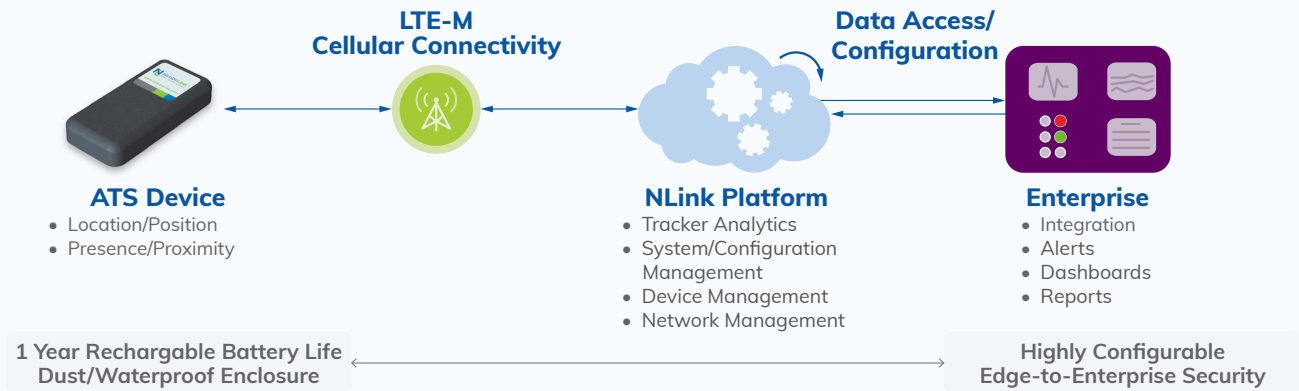 LTE-M
Cellular Connectivity
Data Access/
Configuration
ATS Device
• Location/Position
• Presence/Proximity
NLink Platform
• Tracker Analytics
• System/Configuration
Management
• Device Management
• Network Management
Enterprise
• Integration
• Alerts
• Dashboards
• Reports
1 Year Rechargable Battery Life
Dust/Waterproof Enclosure
Highly Configurable
Edge-to-Enterprise Security